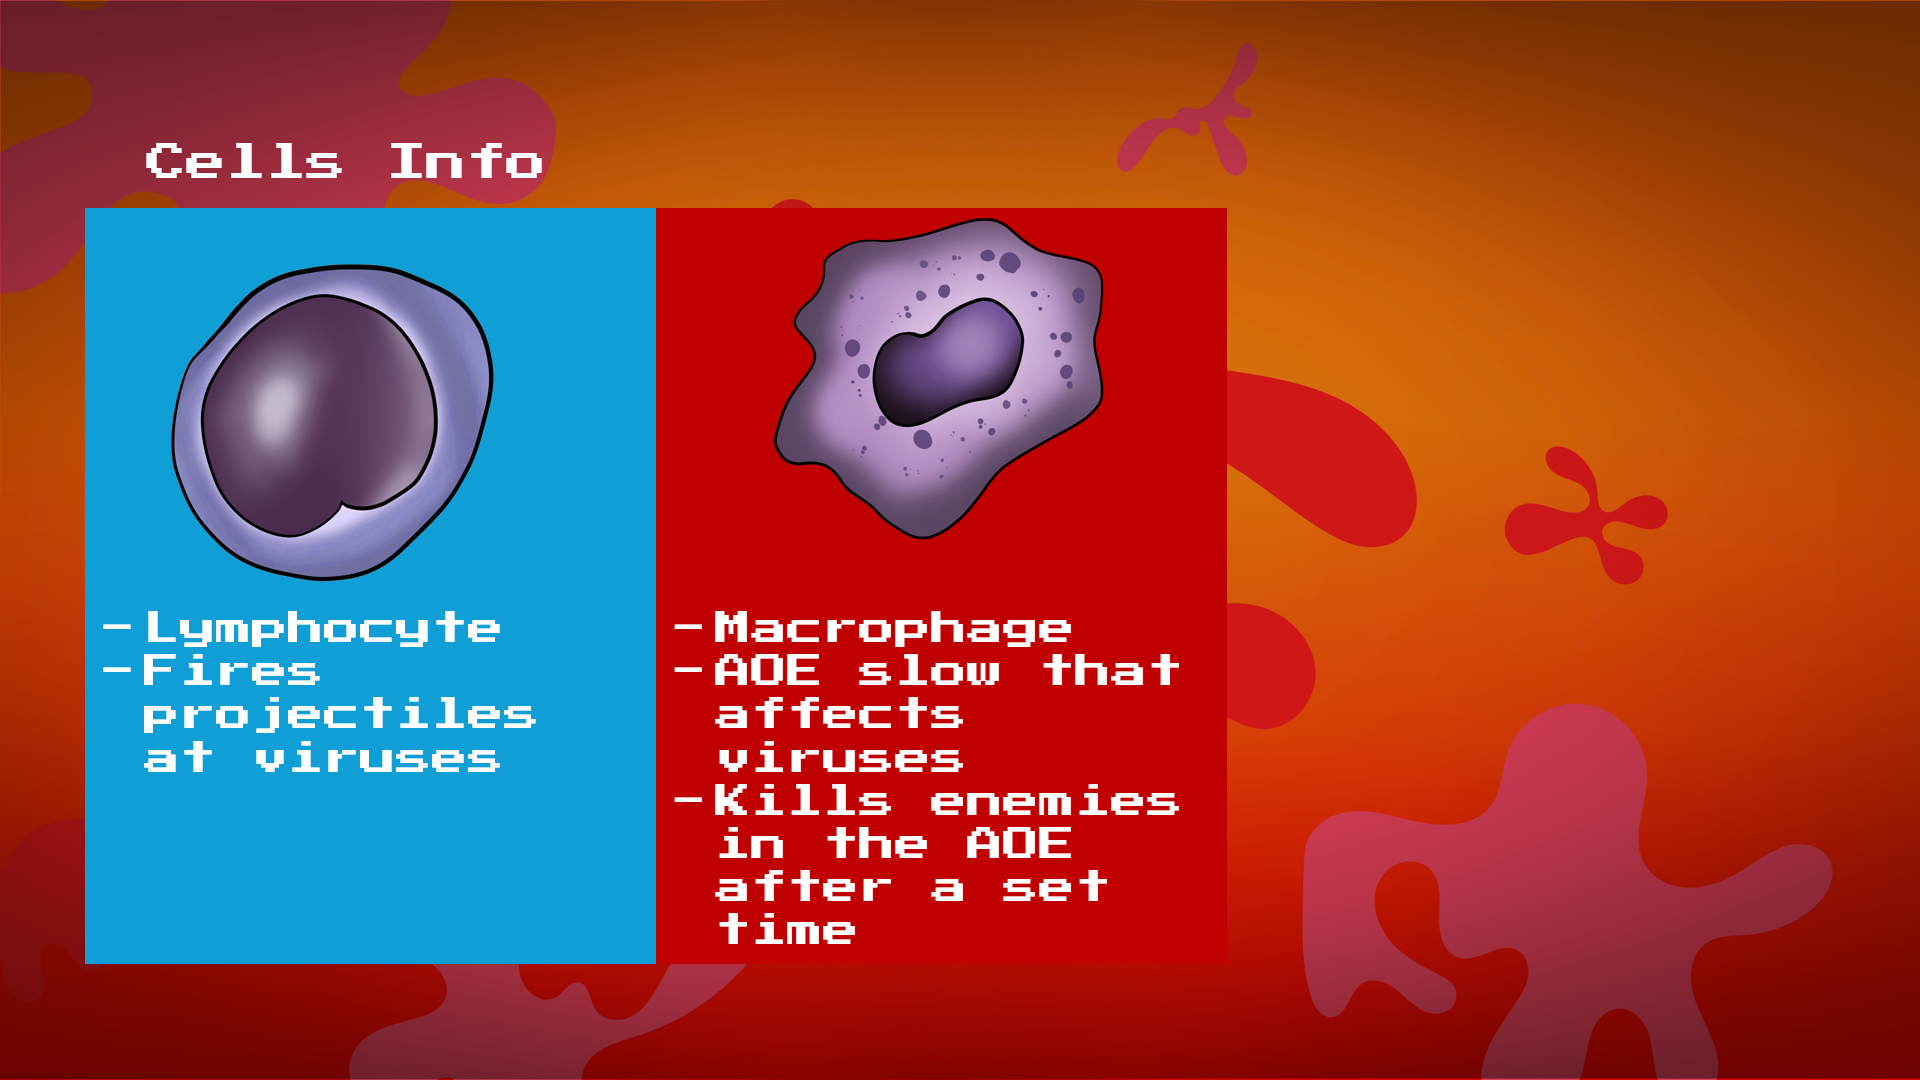 Cells Info
– Lymphocyte
– Fires
projectiles
at viruses
– Macrophage
– AOE slow that
affects
viruses
– Kills enemies
in the AOE
after a set
time